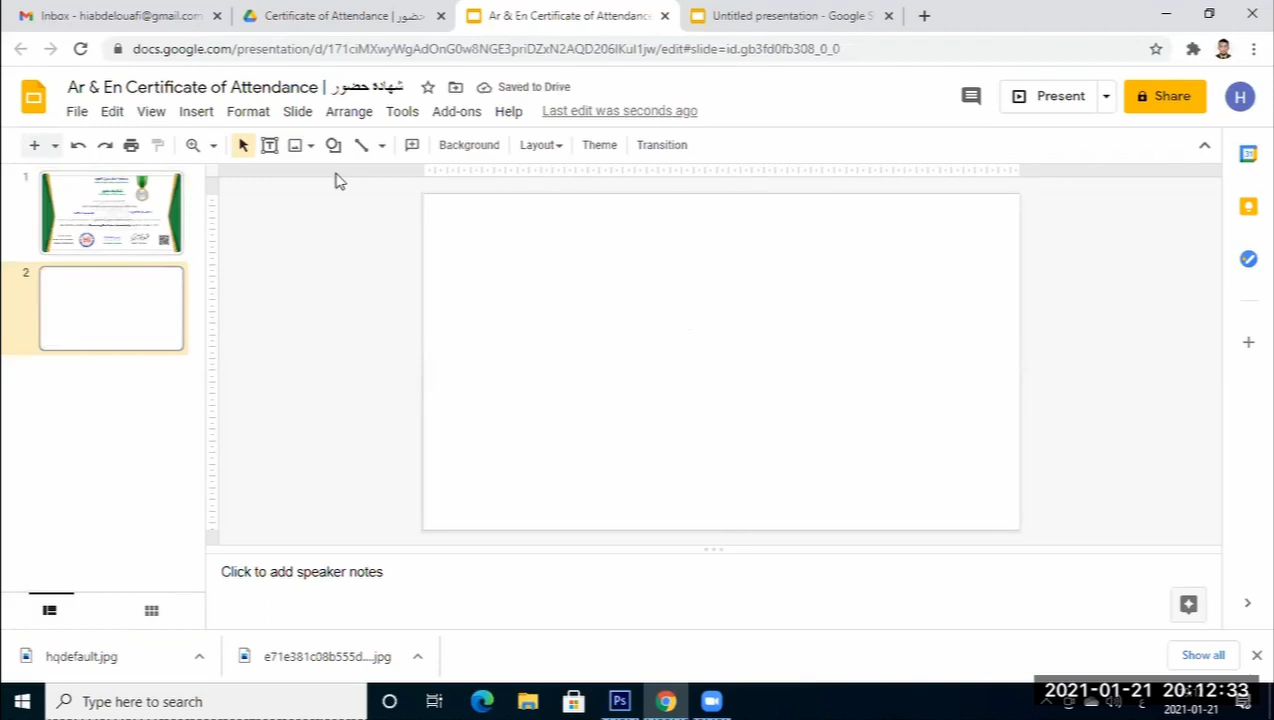 Inbox - hiabdelouafi@gmail.com
Certificate of Attendance | شهادة حضور
Ar & En Certificate of Attendanc
Untitled presentation - Google S
docs.google.com/presentation/d/171ciMXwyWgAdOnG0w8NGE3priDZxN2AQD206IKuI1jw/edit#slide=id.gb3fd0fb308_0_0
Ar & En Certificate of Attendance | شهادة حضور
Saved to Drive
File Edit View Insert Format Slide Arrange Tools Add-ons Help Last edit was seconds ago
Present
Share
H
Background Layout Theme Transition
1
2
Click to add speaker notes
hqdefault.jpg
e71e381c08b555d....jpg
Show all
Type here to search
Ps
2021-01-21 20:12:33
2021-01-21